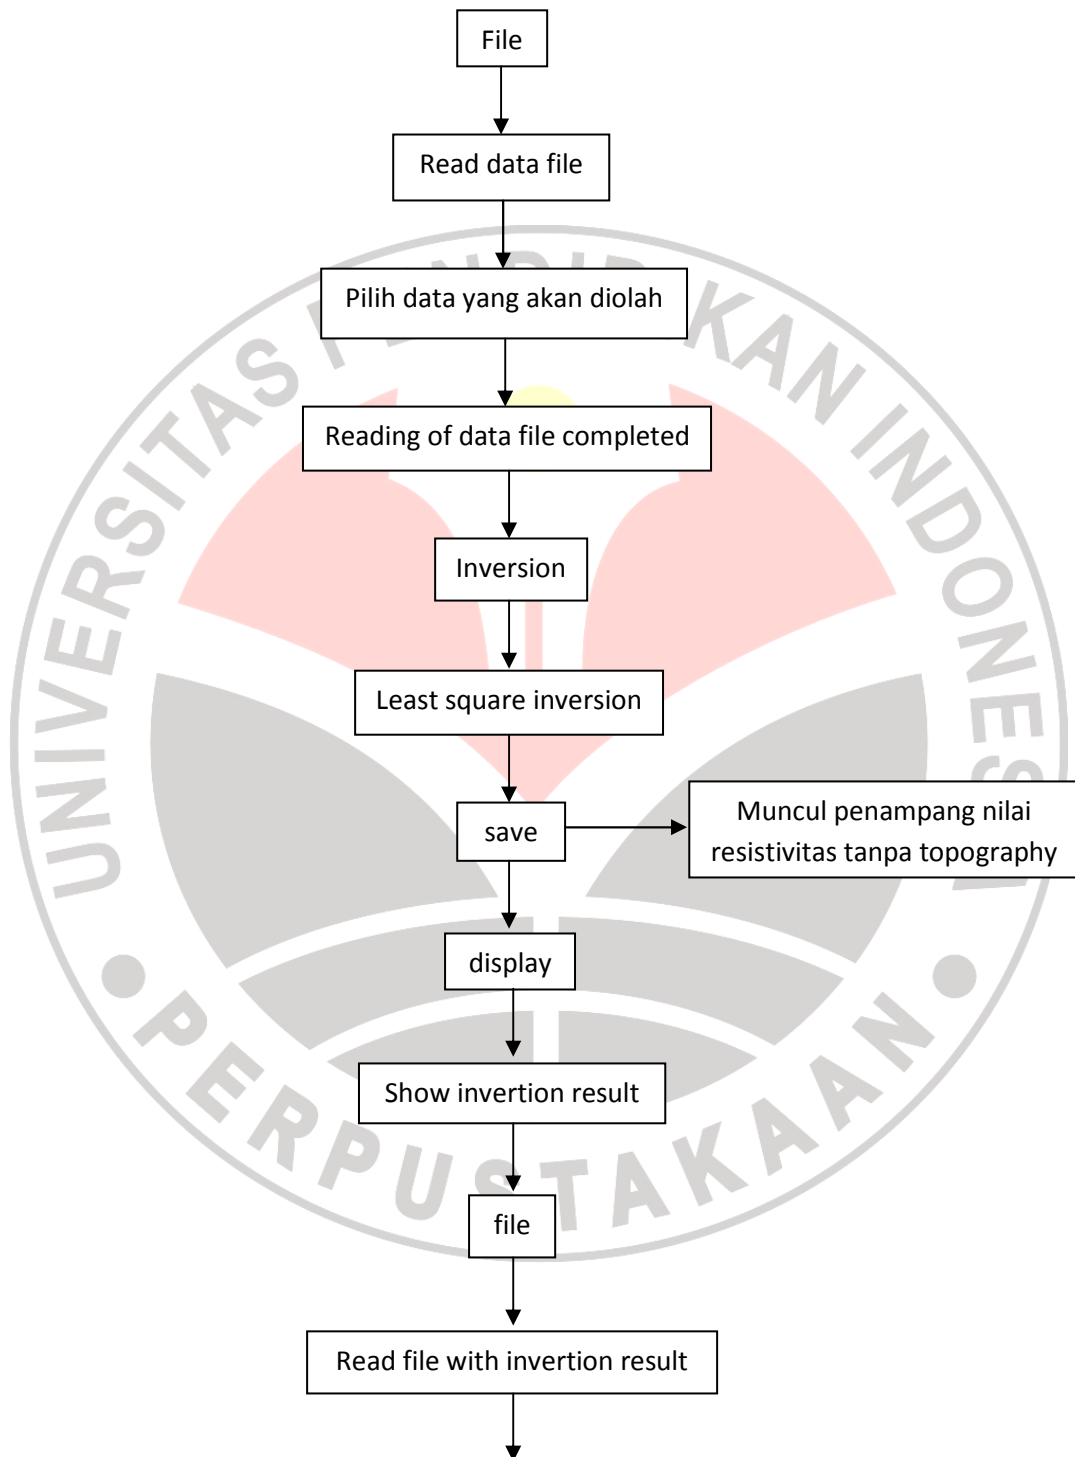 File
Read data file
Pilih data yang akan diolah
Reading of data file completed
Inversion
Least square inversion
save
Muncul penampang nilai
resistivitas tanpa topography
display
Show invertion result
file
Read file with invertion result
UNIVERSITAS PENDIDIKAN INDONESIA
PERPUSTAKAAN